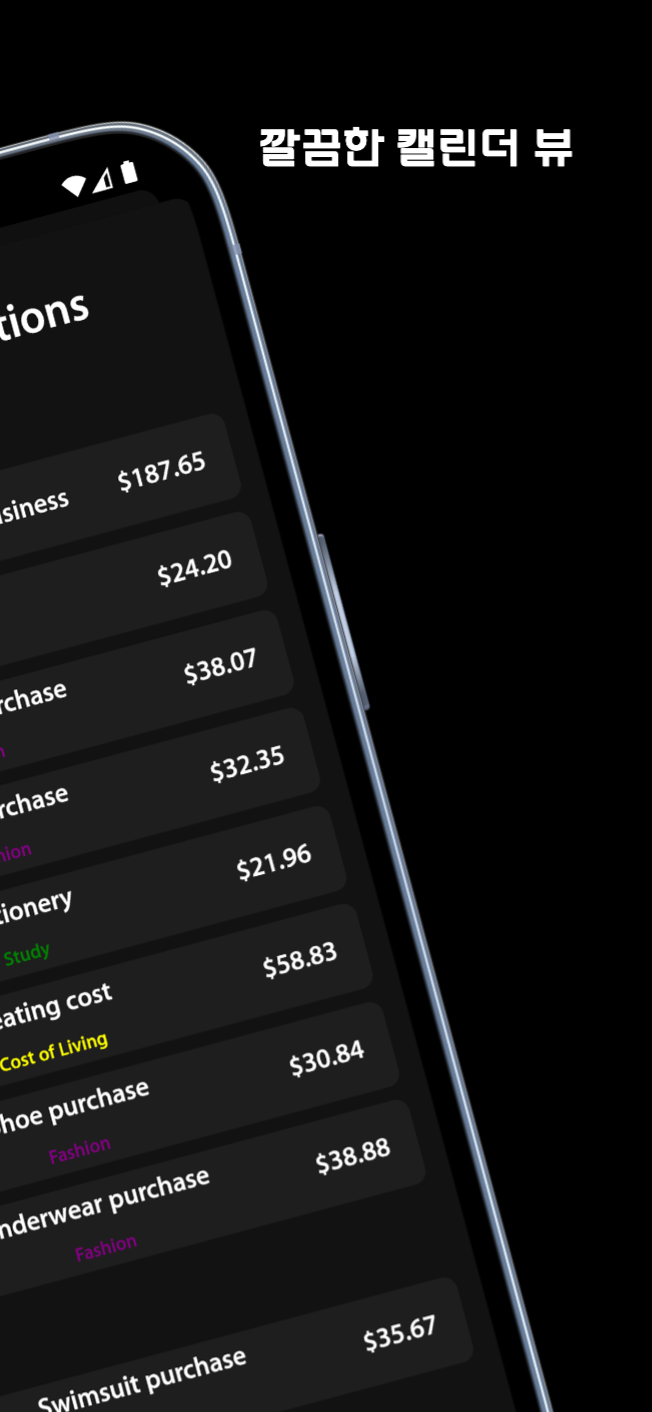 깔끔한 캘린더 뷰
tions
siness
$187.65
$24.20
rchase
$38.07
rchase
$32.35
hion
tionery
$21.96
Study
eating cost
$58.83
Cost of Living
hoe purchase
$30.84
Fashion
nderwear purchase
$38.88
Fashion
Swimsuit purchase
$35.67